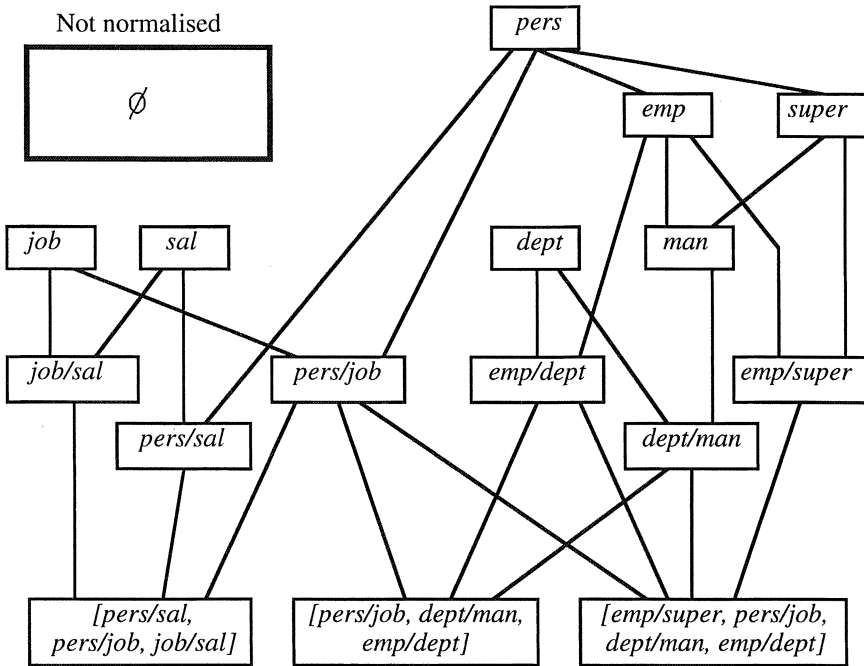 Not normalised
pers
∅
emp
super
job
sal
dept
man
job/sal
pers/job
emp/dept
emp/super
pers/sal
dept/man
[pers/sal,
pers/job, job/sal]
[pers/job, dept/man,
emp/dept]
[emp/super, pers/job,
dept/man, emp/dept]